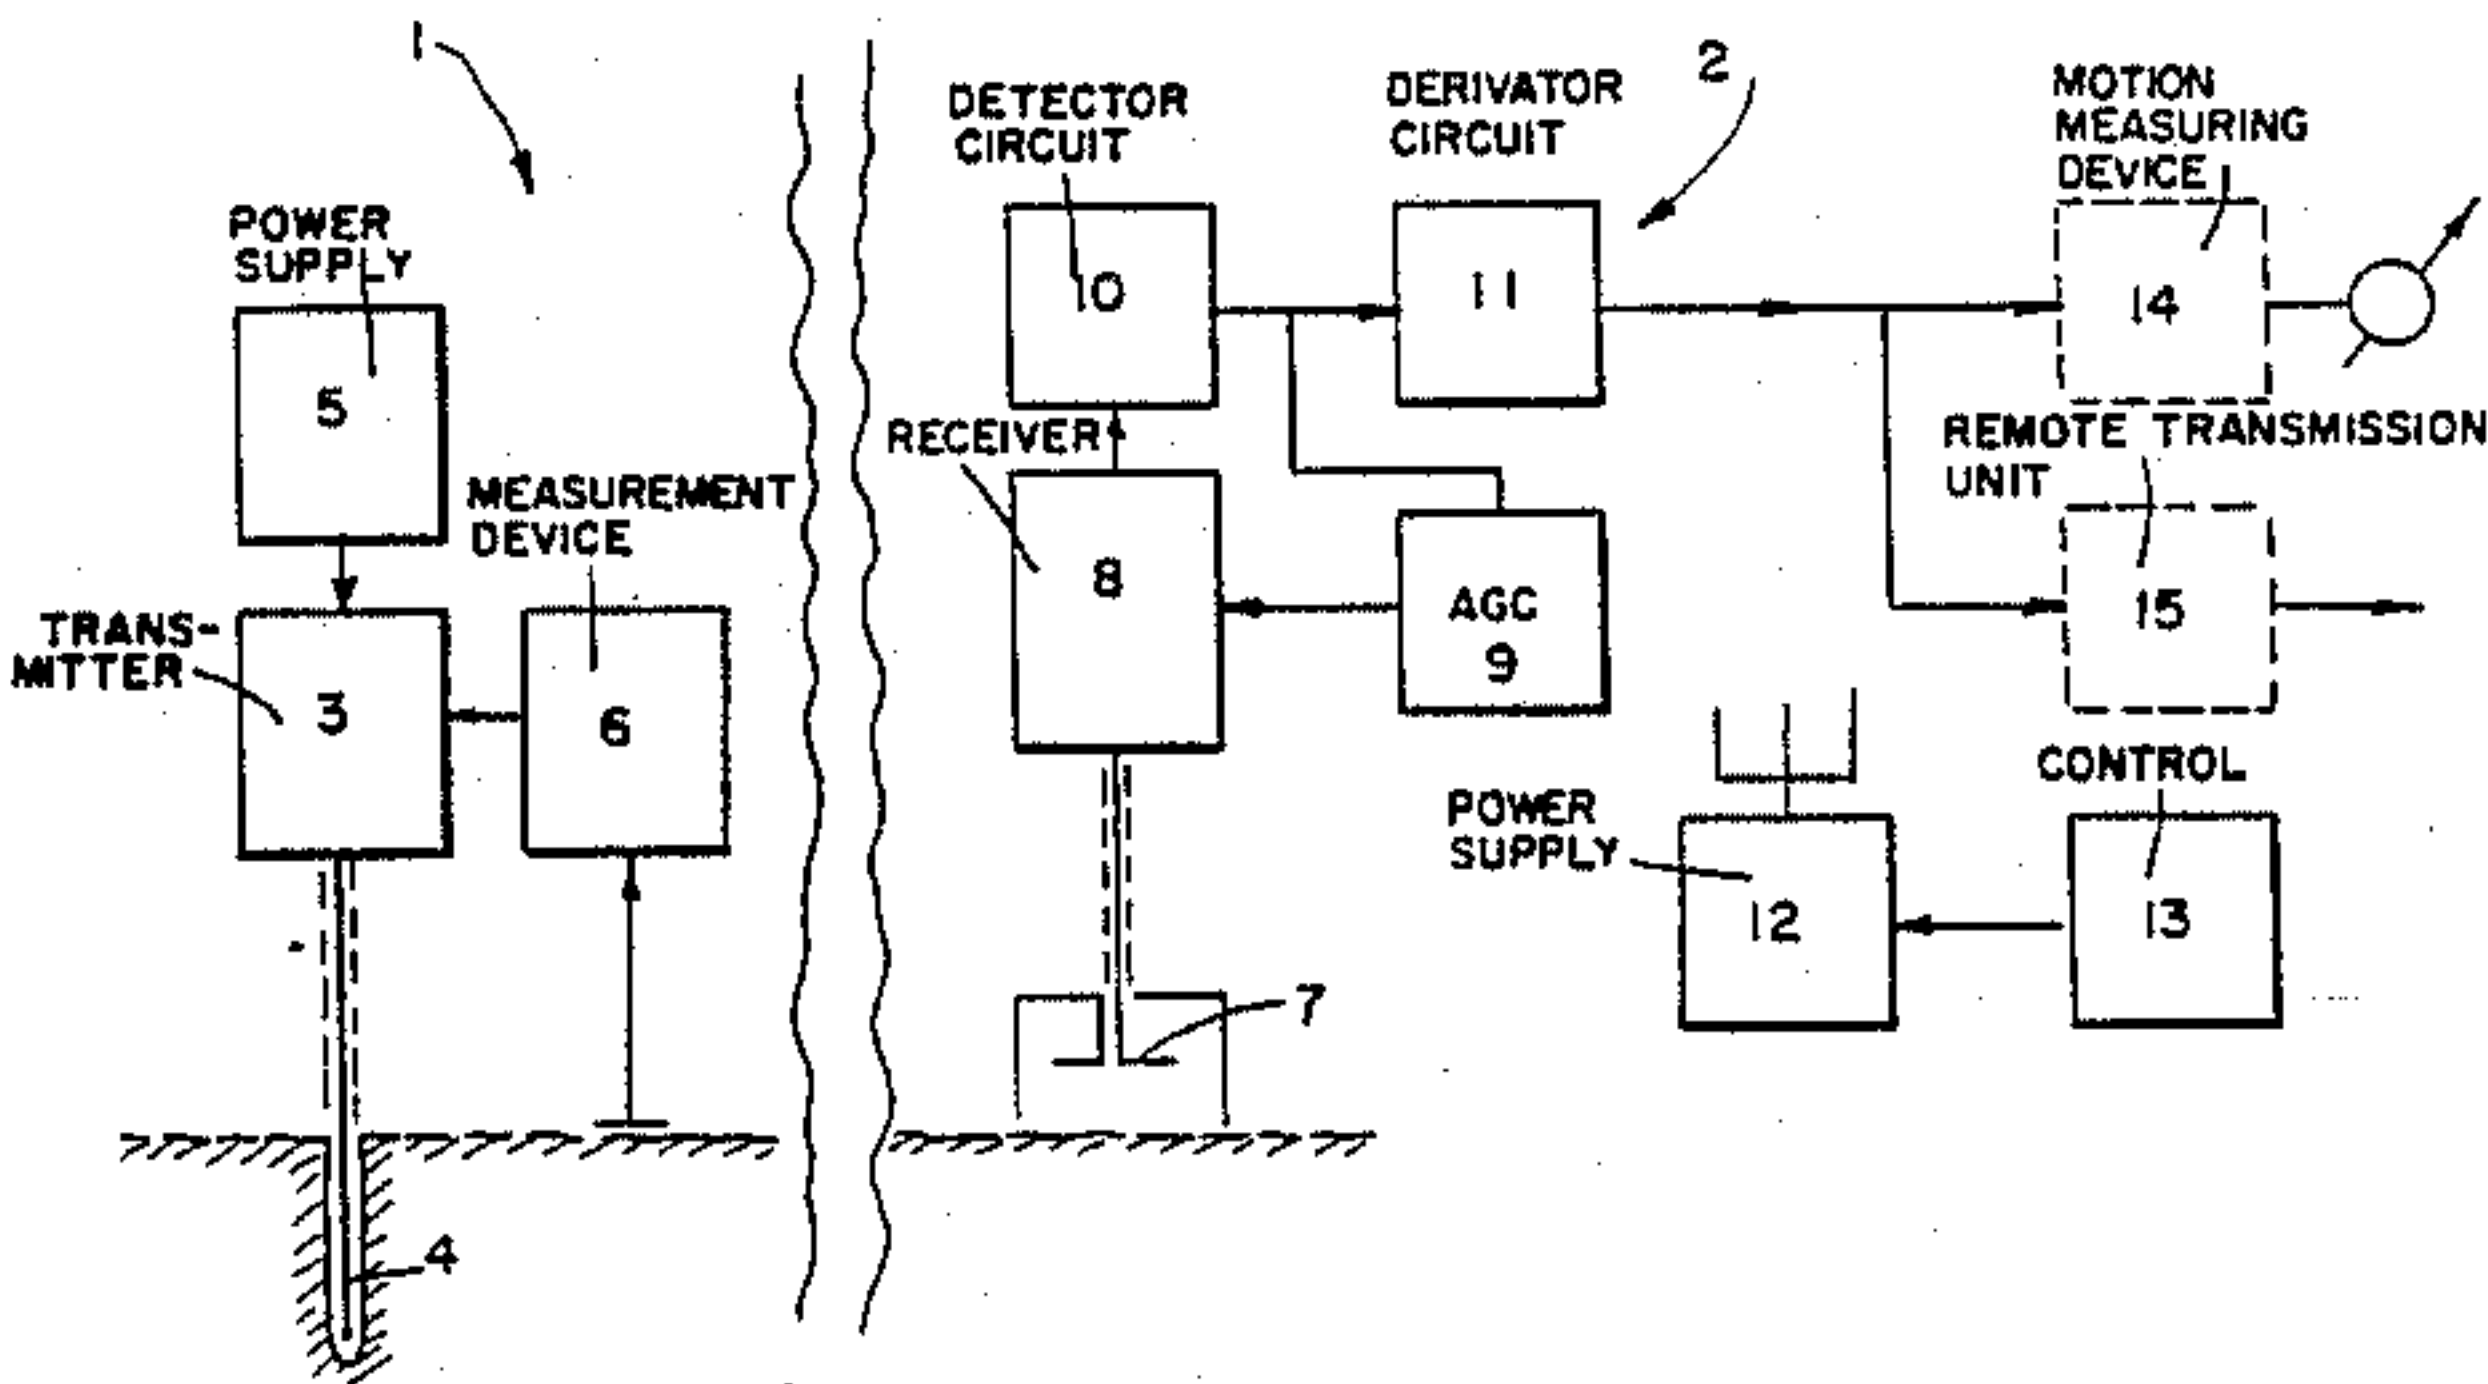 1
POWER
SUPPLY
5
MEASUREMENT
DEVICE
TRANS-
MITTER
3
6
4
DETECTOR
CIRCUIT
10
DERIVATOR
CIRCUIT
11
2
MOTION
MEASURING
DEVICE
14
RECEIVER
8
AGC
9
REMOTE TRANSMISSION
UNIT
15
7
POWER
SUPPLY
12
CONTROL
13